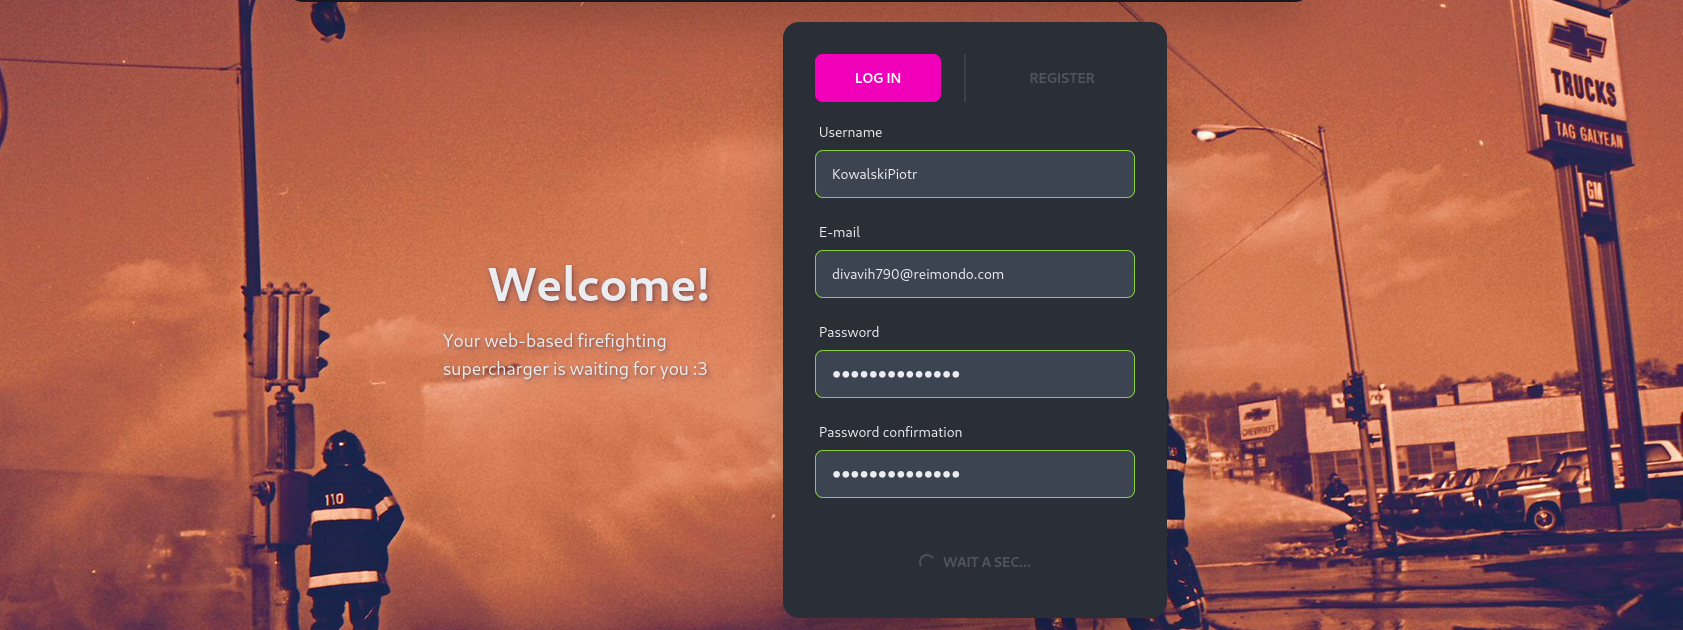 LOG IN
REGISTER
Username
KowalskiPiotr
E-mail
divavih790@reimondo.com
Password
●●●●●●●●●●●●●●
Password confirmation
●●●●●●●●●●●●●●
WAIT A SEC...
Welcome!
Your web-based firefighting
supercharger is waiting for you :3
110
TRUCKS
TAG GALYEAN
GM
CHEVROLET